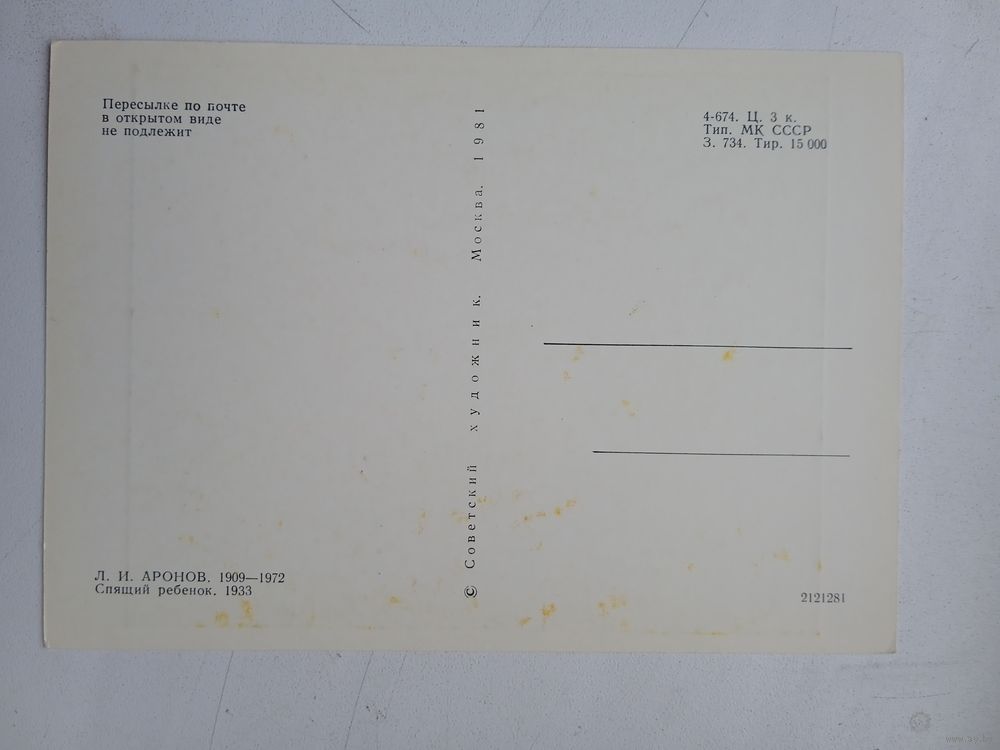 Пересылке по почте
в открытом виде
не подлежит
4-674. Ц. 3 к.
Тип. МК СССР
З. 734. Тир. 15 000
© Советский художник. Москва. 1981
Л. И. АРОНОВ. 1909—1972
Спящий ребенок. 1933
2121281